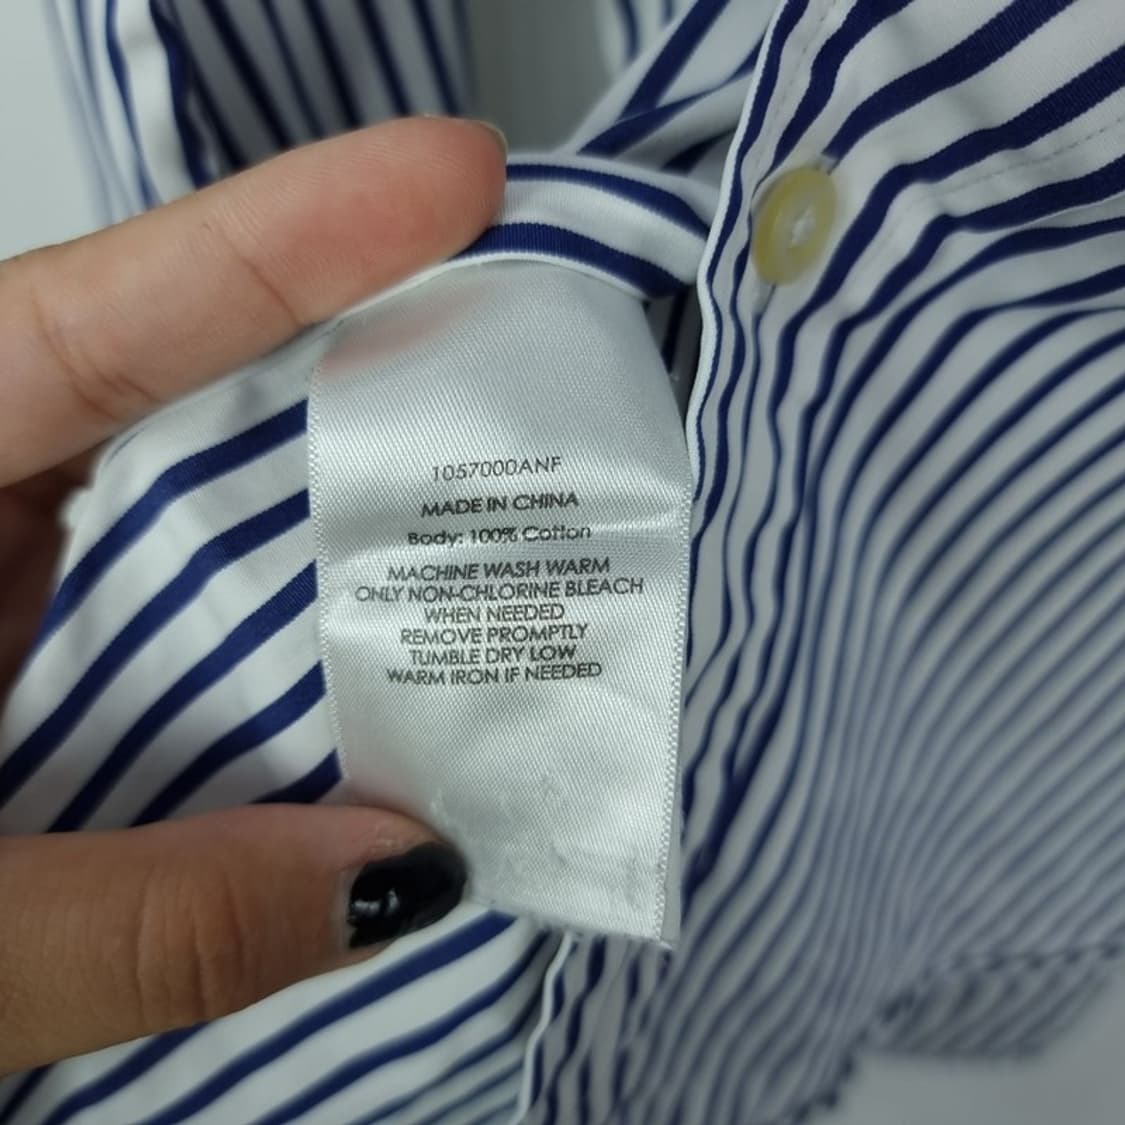 1057000ANF
MADE IN CHINA
Body: 100% Cotton
MACHINE WASH WARM
ONLY NON-CHLORINE BLEACH
WHEN NEEDED
REMOVE PROMPTLY
TUMBLE DRY LOW
WARM IRON IF NEEDED